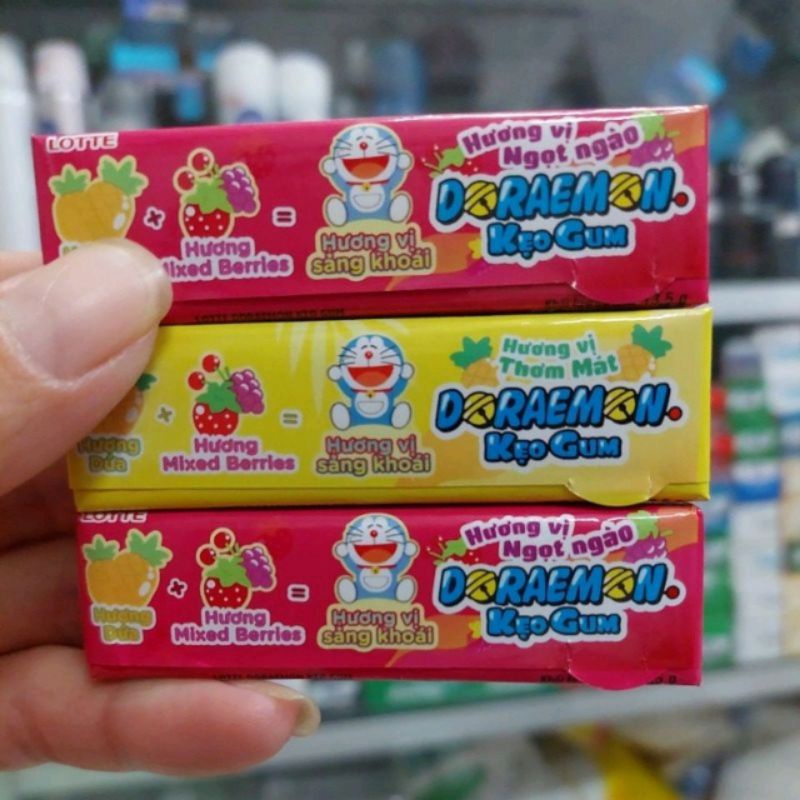 LOTTE
Hương
Mixed Berries
Hương vị
sảng khoái
Hương vị
Ngọt ngào
DORAEMON
KẸO GUM
13,5 g
Hương
Dứa
Hương
Mixed Berries
Hương vị
sảng khoái
Hương vị
Thơm Mát
DORAEMON
KẸO GUM
LOTTE
Hương
Dứa
Hương
Mixed Berries
Hương vị
sảng khoái
Hương vị
Ngọt ngào
DORAEMON
KẸO GUM